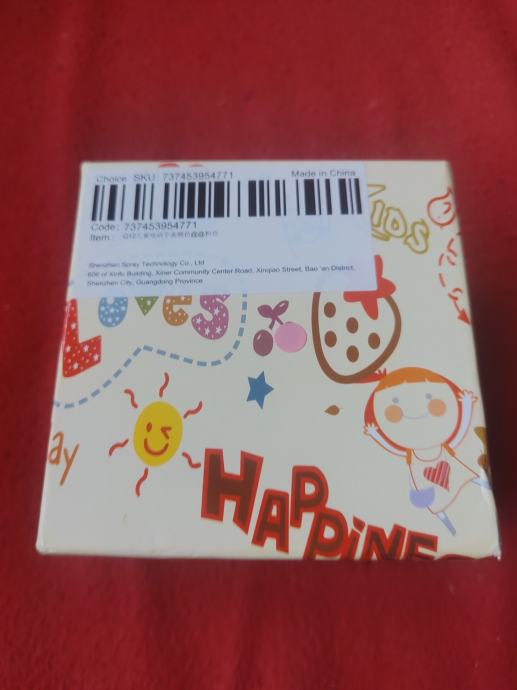 Choice SKU: 737453954771 Made in China
Code: 737453954771
Item:
Shenzhen Spray Technology Co., Ltd
606 of Xinfu Building, Xiner Community Center Road, Xinqiao Street, Bao 'an District,
Shenzhen City, Guangdong Province
KIDS
Loves
ay
HAPPINE